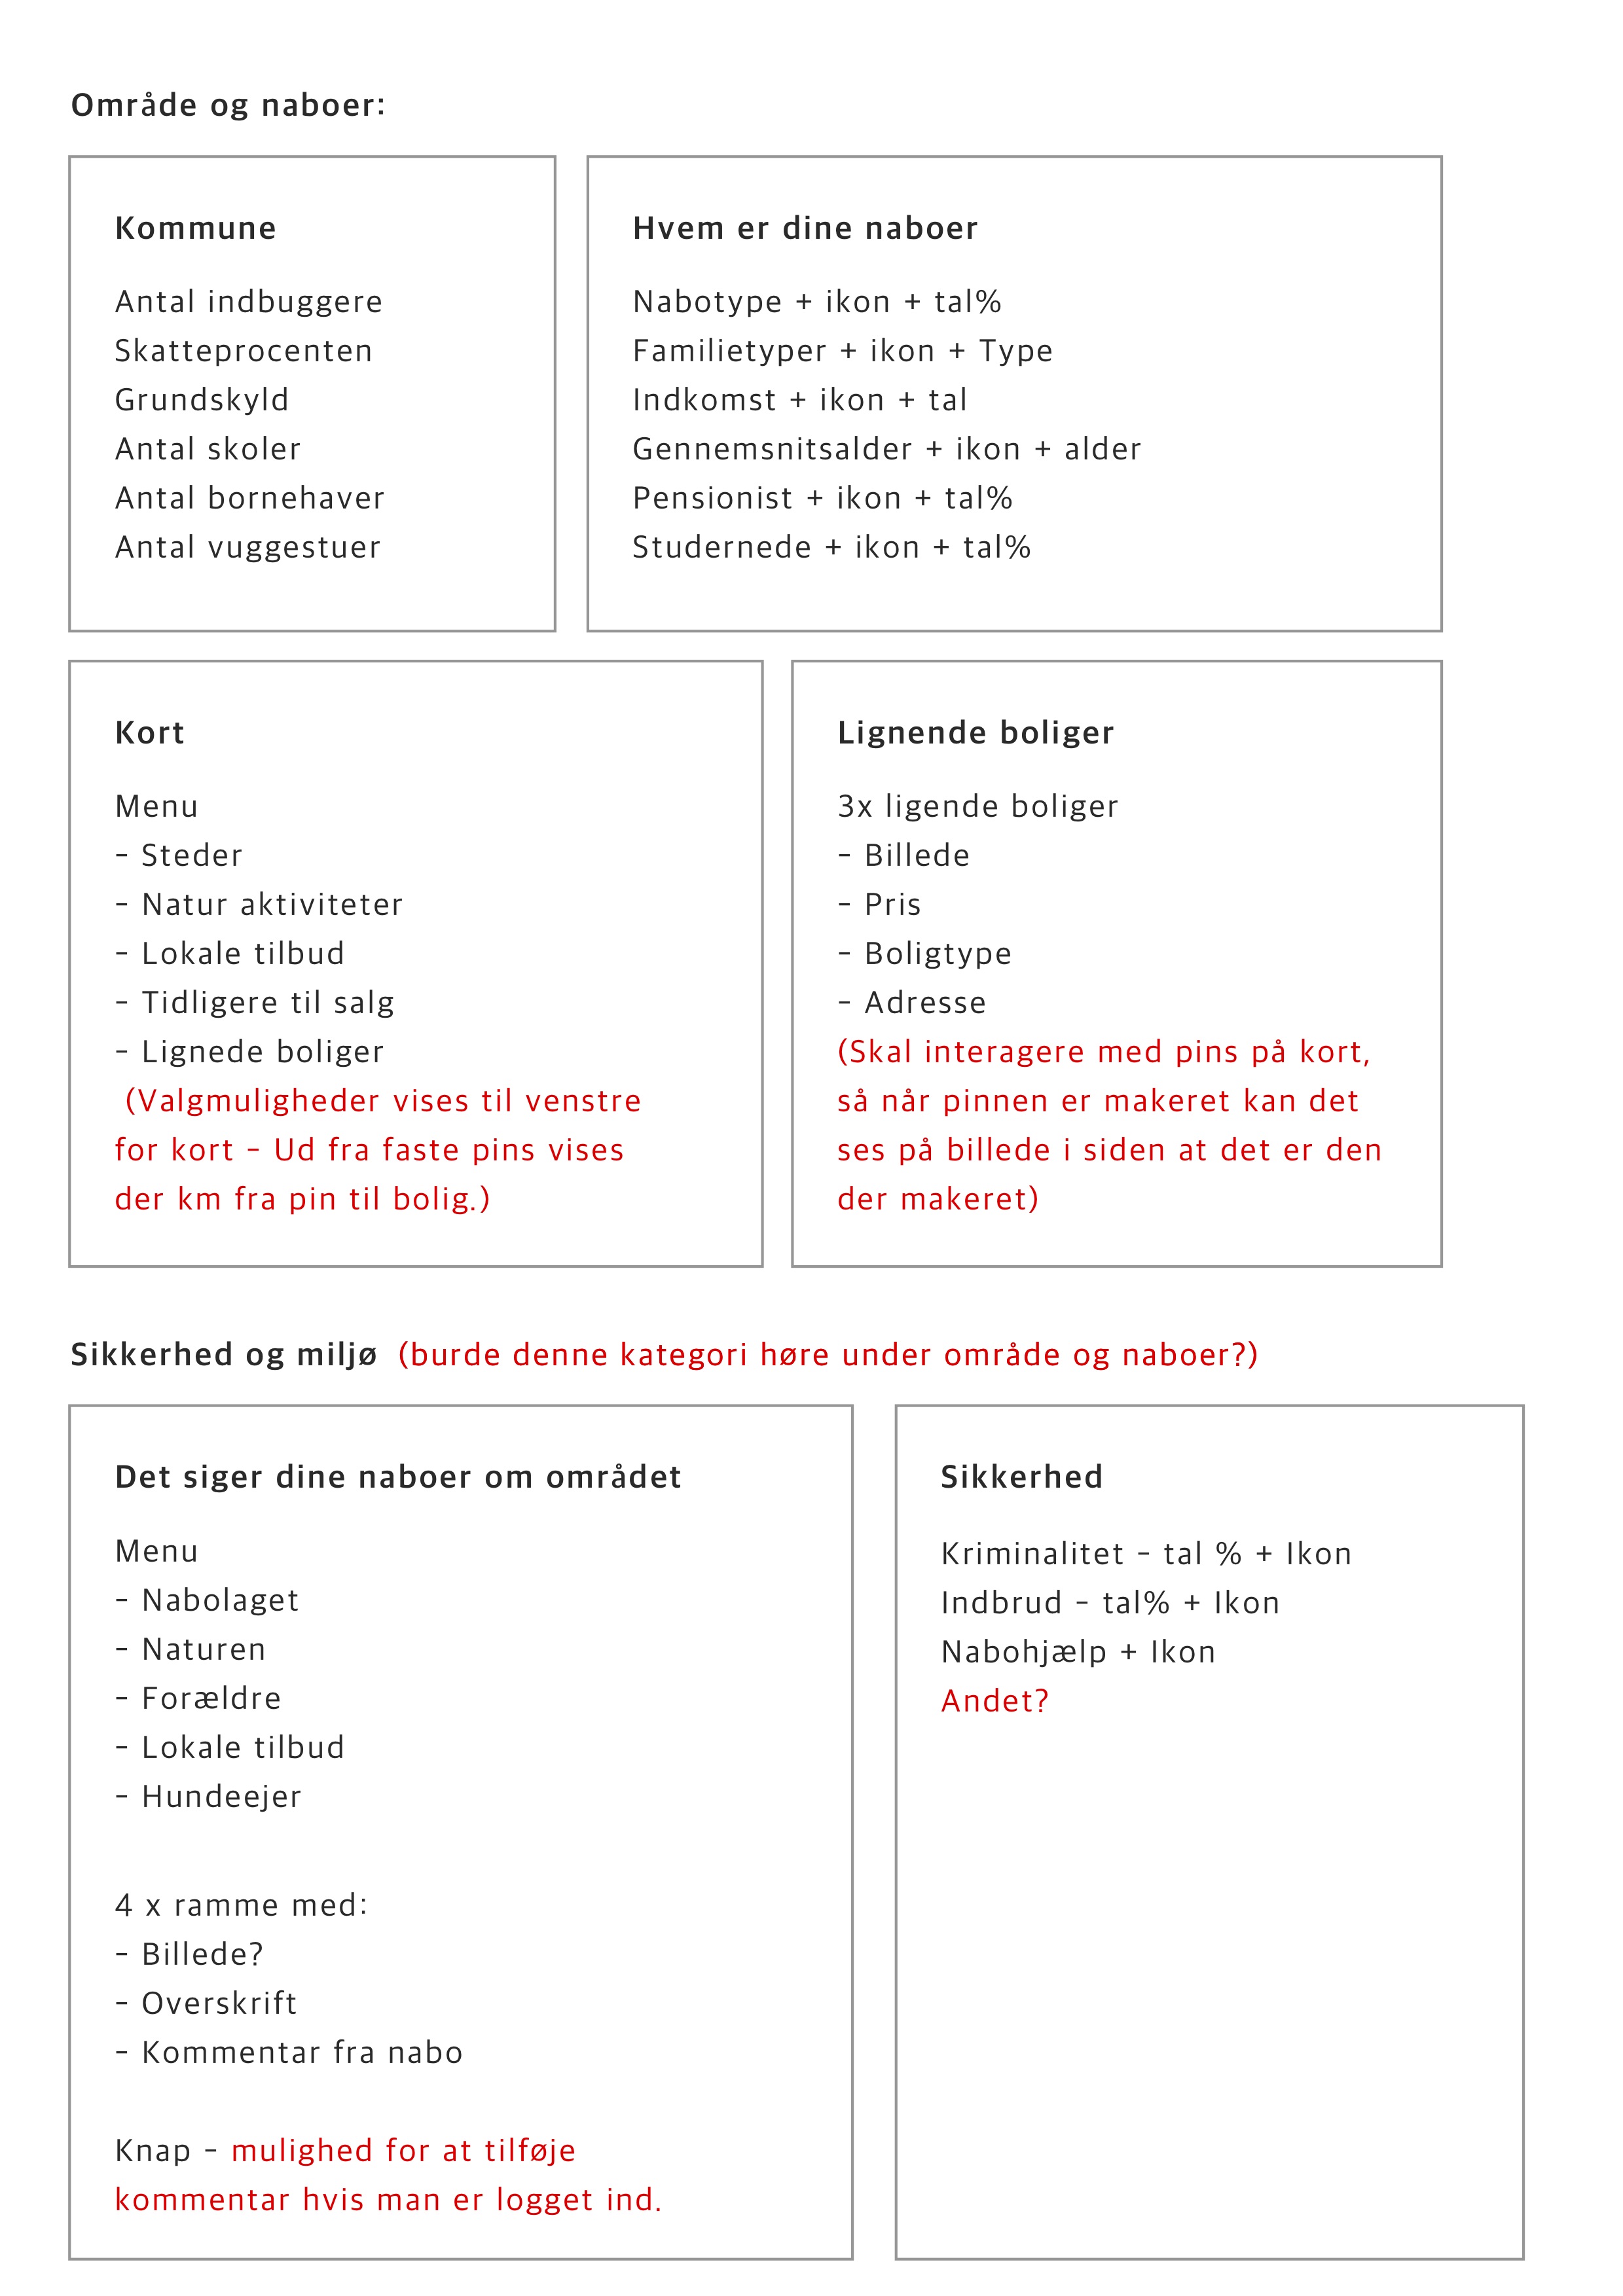 Område og naboer:
Kommune
Antal indbuggere
Skatteprocenten
Grundskyld
Antal skoler
Antal bornehaver
Antal vuggestuer
Hvem er dine naboer
Nabotype + ikon + tal%
Familietyper + ikon + Type
Indkomst + ikon + tal
Gennemsnitsalder + ikon + alder
Pensionist + ikon + tal%
Studernede + ikon + tal%
Kort
Menu
- Steder
- Natur aktiviteter
- Lokale tilbud
- Tidligere til salg
- Lignede boliger
(Valgmuligheder vises til venstre
for kort - Ud fra faste pins vises
der km fra pin til bolig.)
Lignende boliger
3x ligende boliger
- Billede
- Pris
- Boligtype
- Adresse
(Skal interagere med pins på kort,
så når pinnen er makeret kan det
ses på billede i siden at det er den
der makeret)
Sikkerhed og miljø (burde denne kategori høre under område og naboer?)
Det siger dine naboer om området
Menu
- Nabolaget
- Naturen
- Forældre
- Lokale tilbud
- Hundeejer
4 x ramme med:
- Billede?
- Overskrift
- Kommentar fra nabo
Knap - mulighed for at tilføje
kommentar hvis man er logget ind.
Sikkerhed
Kriminalitet - tal % + Ikon
Indbrud - tal% + Ikon
Nabohjælp + Ikon
Andet?